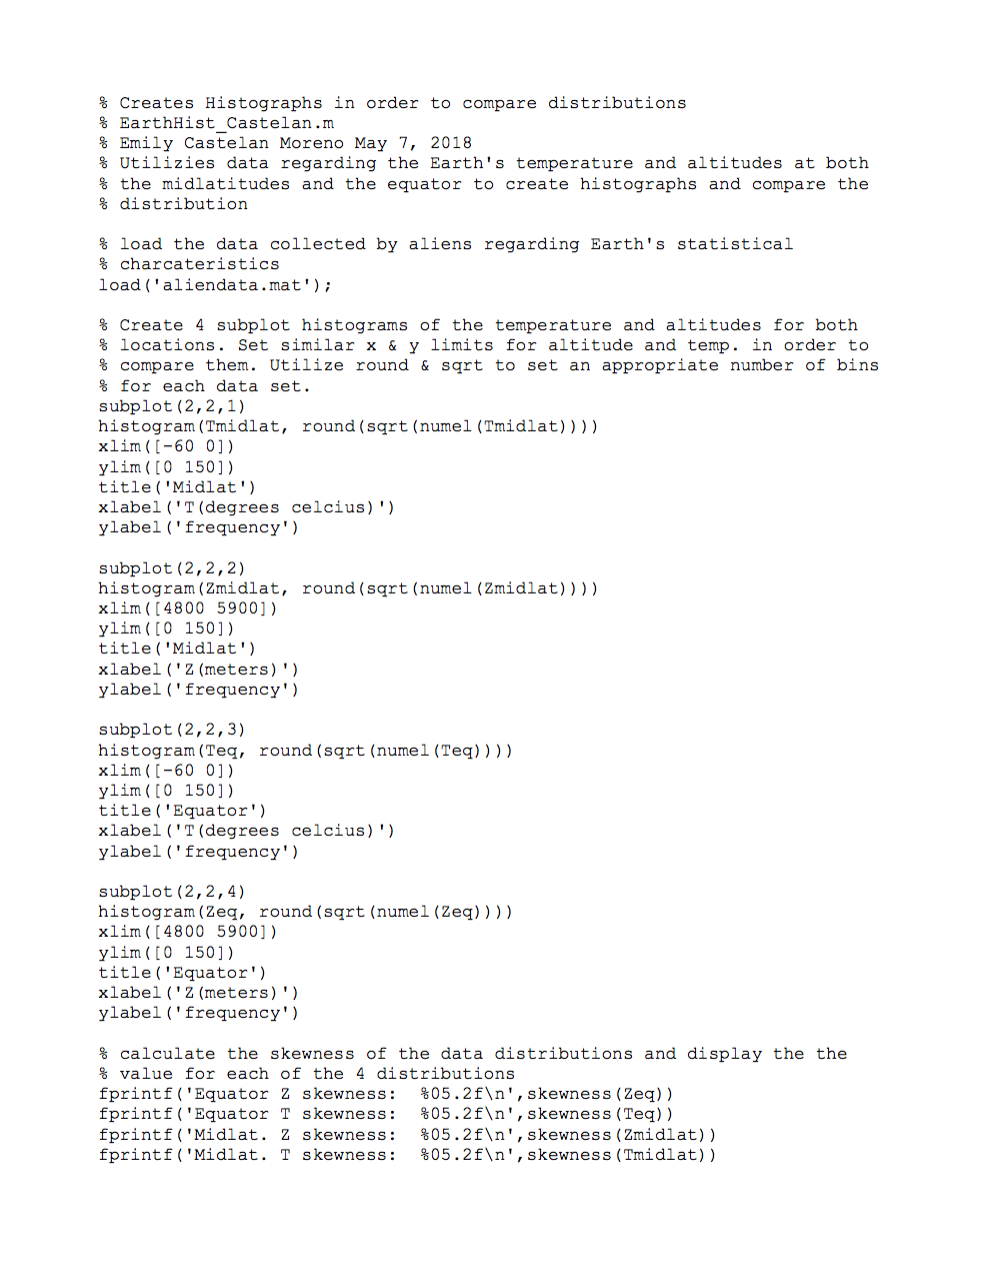 % Creates Histographs in order to compare distributions
% EarthHist_Castelan.m
% Emily Castelan Moreno May 7, 2018
% Utilizies data regarding the Earth's temperature and altitudes at both
% the midlatitudes and the equator to create histographs and compare the
% distribution
% load the data collected by aliens regarding Earth's statistical
% charcateristics
load('aliendata.mat');
% Create 4 subplot histograms of the temperature and altitudes for both
% locations. Set similar x & y limits for altitude and temp. in order to
% compare them. Utilize round & sqrt to set an appropriate number of bins
% for each data set.
subplot(2,2,1)
histogram(Tmidlat, round(sqrt(numel(Tmidlat))))
xlim([-60 0])
ylim([0 150])
title('Midlat')
xlabel('T(degrees celcius)')
ylabel('frequency')
subplot(2,2,2)
histogram(Zmidlat, round(sqrt(numel(Zmidlat))))
xlim([4800 5900])
ylim([0 150])
title('Midlat')
xlabel('Z(meters)')
ylabel('frequency')
subplot(2,2,3)
histogram(Teq, round(sqrt(numel(Teq))))
xlim([-60 0])
ylim([0 150])
title('Equator')
xlabel('T(degrees celcius)')
ylabel('frequency')
subplot(2,2,4)
histogram(Zeq, round(sqrt(numel(Zeq))))
xlim([4800 5900])
ylim([0 150])
title('Equator')
xlabel('Z(meters)')
ylabel('frequency')
% calculate the skewness of the data distributions and display the the
% value for each of the 4 distributions
fprintf('Equator Z skewness:  %05.2f\n',skewness(Zeq))
fprintf('Equator T skewness:  %05.2f\n',skewness(Teq))
fprintf('Midlat. Z skewness:  %05.2f\n',skewness(Zmidlat))
fprintf('Midlat. T skewness:  %05.2f\n',skewness(Tmidlat))